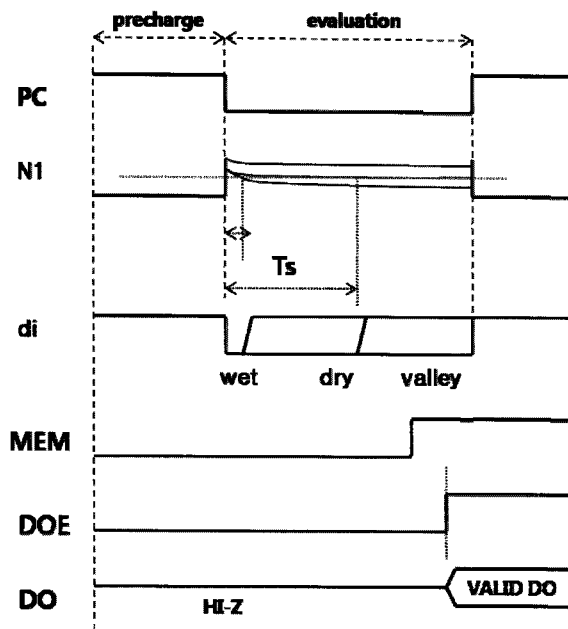 precharge evaluation
PC
N1
Ts
di
wet dry valley
MEM
DOE
DO
HI-Z
VALID DO